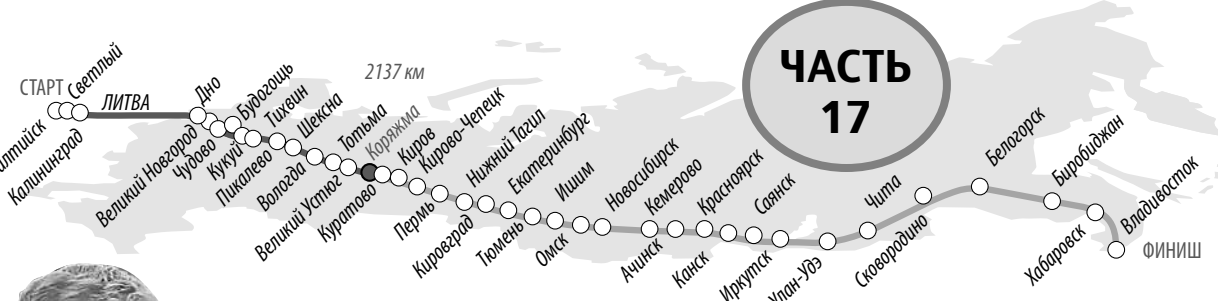 СТАРТ
Светлый
ЛИТВА
Калининград
Дно
2137 км
Великий Новгород
Чудово
Будогощь
Кукуй
Тихвин
Пикалево
Шексна
Вологда
Тотьма
Великий Устюг
Коряжма
Куратово
Киров
Кирово-Чепецк
Пермь
Нижний Тагил
Кировград
Екатеринбург
Тюмень
Ишим
Омск
Новосибирск
Ачинск
Кемерово
Канск
Красноярск
Иркутск
Саянск
Улан-Удэ
Чита
Сковородино
Белогорск
Хабаровск
Биробиджан
Владивосток
ФИНИШ
ЧАСТЬ
17